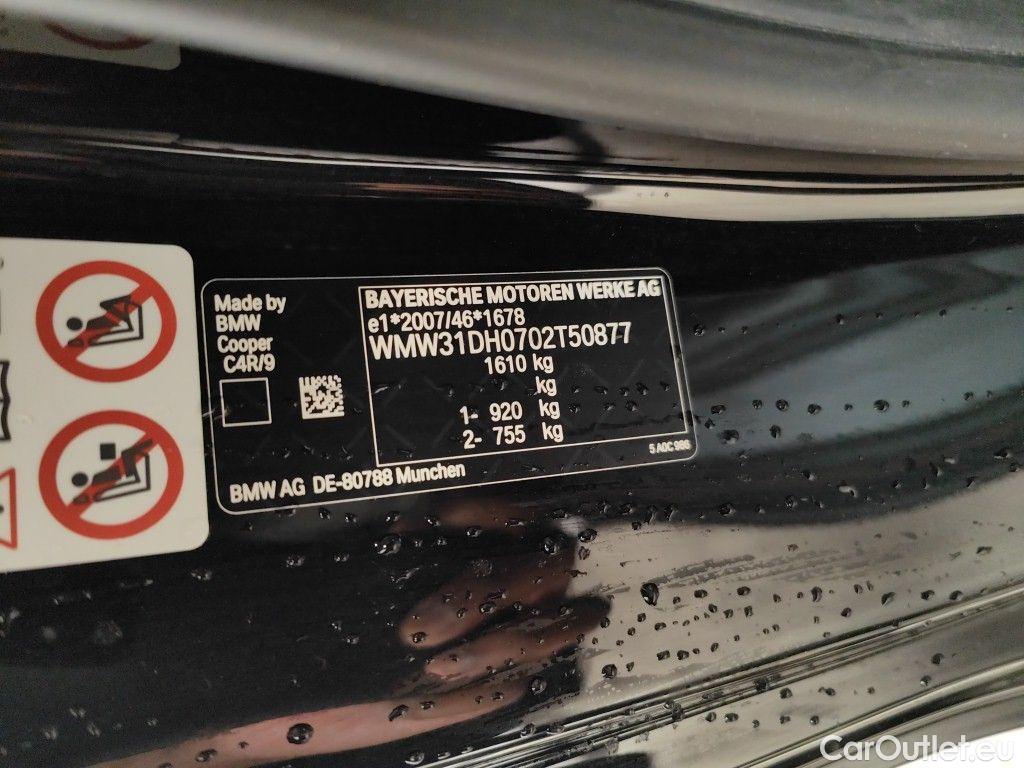 Made by
BMW
Cooper
C4R/9
BAYERISCHE MOTOREN WERKE AG
e1*2007/46*1678
WMW31DH0702T50877
1610 kg
kg
1- 920 kg
2- 755 kg
5 A0C 986
BMW AG DE-80788 Munchen
CarOutlet.eu